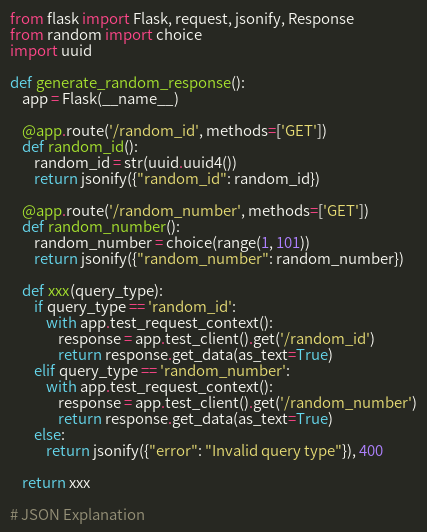 from flask import Flask, request, jsonify, Response
from random import choice
import uuid

def generate_random_response():
    app = Flask(__name__)

    @app.route('/random_id', methods=['GET'])
    def random_id():
        random_id = str(uuid.uuid4())
        return jsonify({"random_id": random_id})

    @app.route('/random_number', methods=['GET'])
    def random_number():
        random_number = choice(range(1, 101))
        return jsonify({"random_number": random_number})

    def xxx(query_type):
        if query_type == 'random_id':
            with app.test_request_context():
                response = app.test_client().get('/random_id')
                return response.get_data(as_text=True)
        elif query_type == 'random_number':
            with app.test_request_context():
                response = app.test_client().get('/random_number')
                return response.get_data(as_text=True)
        else:
            return jsonify({"error": "Invalid query type"}), 400

    return xxx

# JSON Explanation